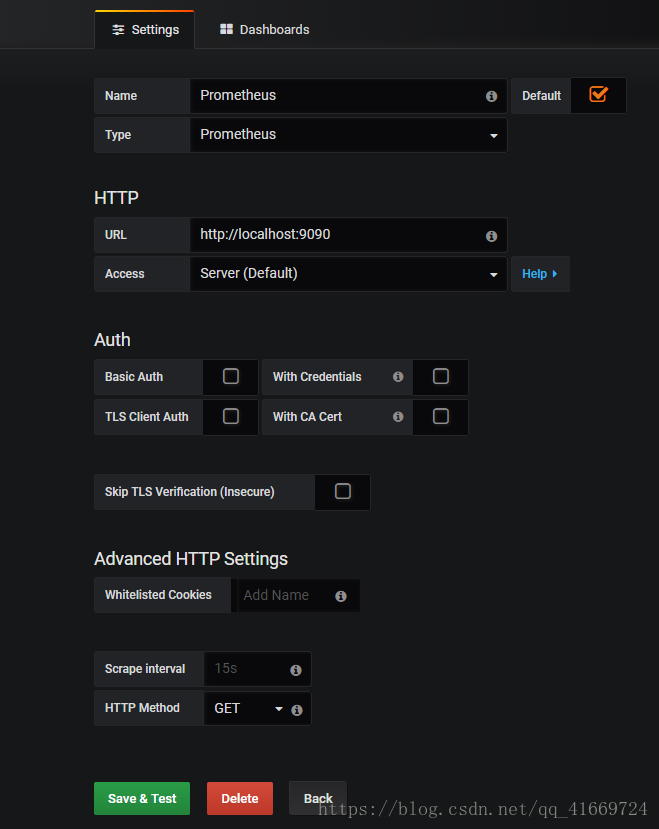 Settings Dashboards
Name Prometheus Default
Type Prometheus
HTTP
URL http://localhost:9090
Access Server (Default) Help
Auth
Basic Auth With Credentials
TLS Client Auth With CA Cert
Skip TLS Verification (Insecure)
Advanced HTTP Settings
Whitelisted Cookies Add Name
Scrape interval 15s
HTTP Method GET
Save & Test Delete Back
https://blog.csdn.net/qq_41669724